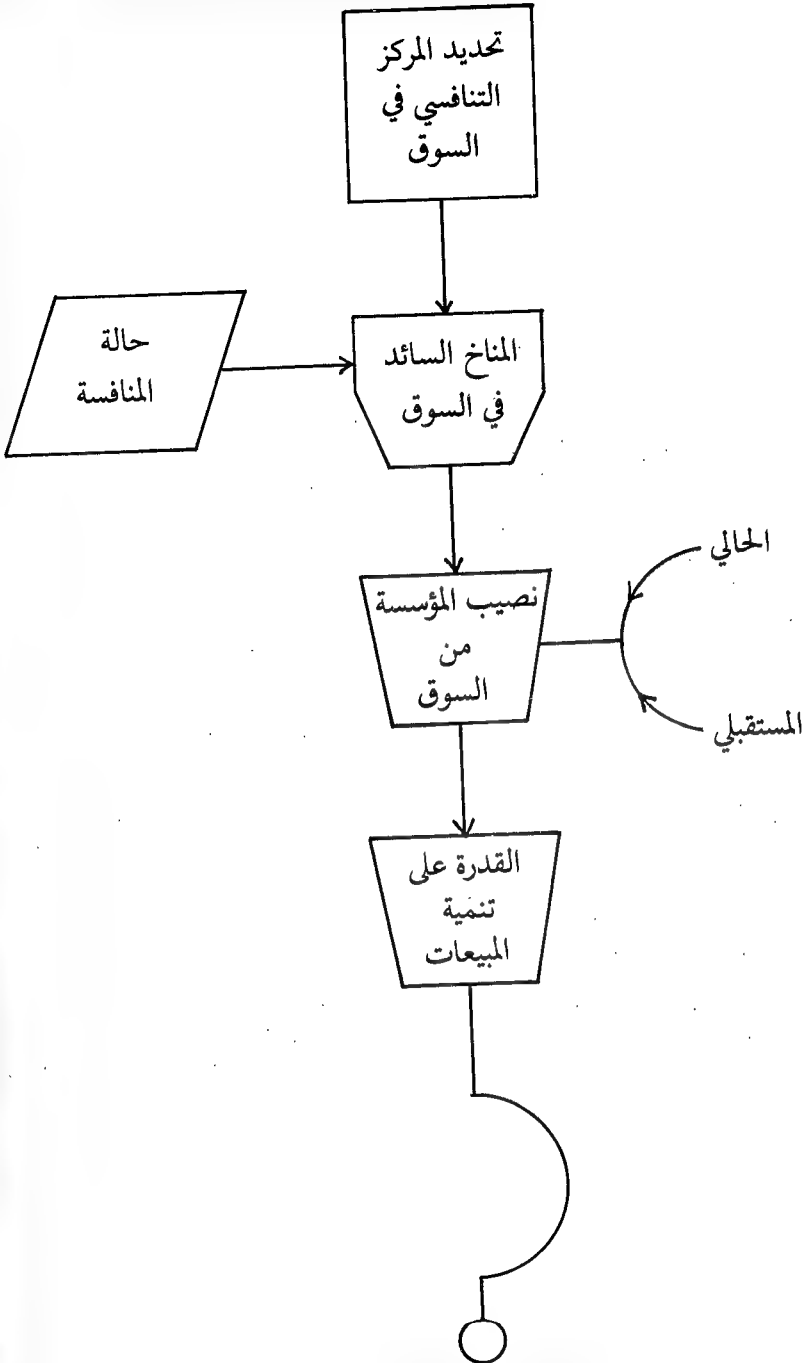 تحديد المركز
التنافسي في
السوق
حالة
المنافسة
المناخ السائد
في السوق
الحالي
نصيب المؤسسة
من
السوق
المستقبلي
القدرة على
تنمية
المبيعات